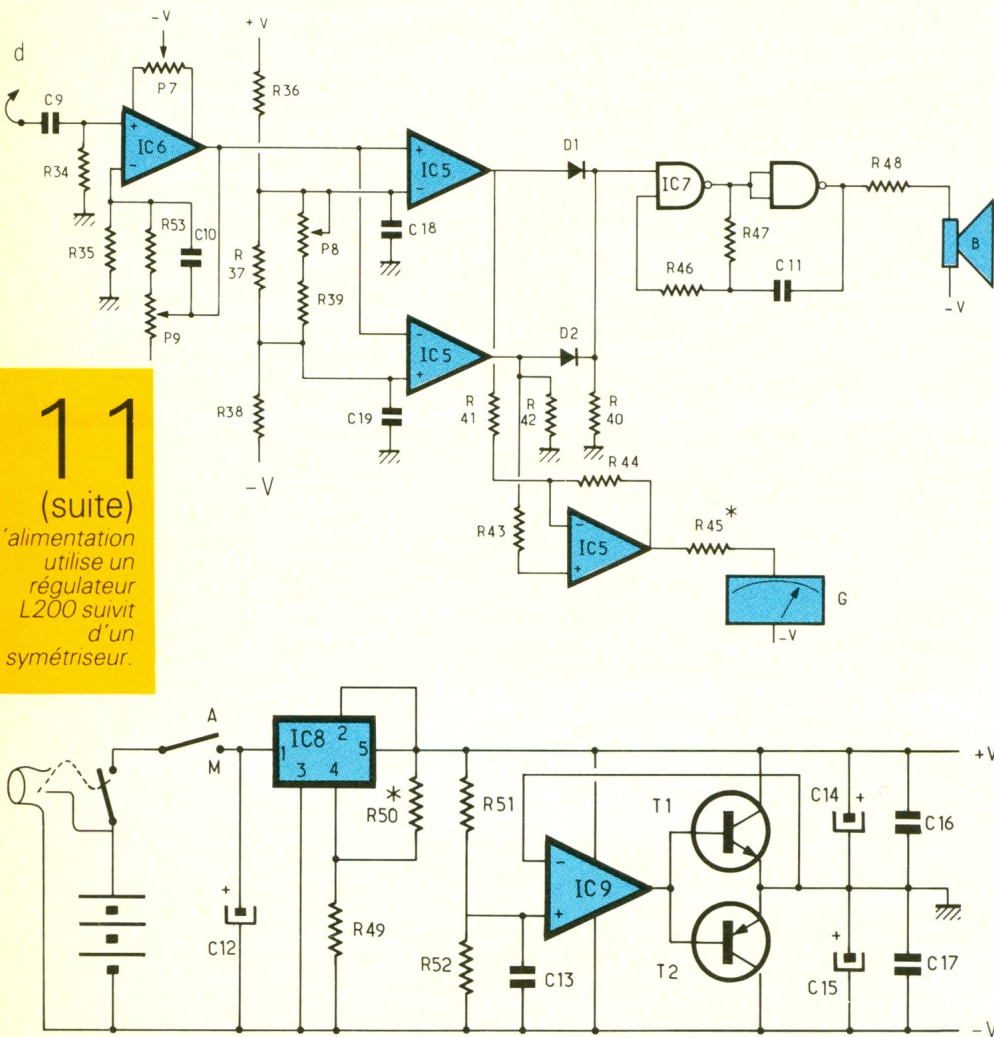 d
-V
P7
C9
+
IC6
-
R34
R35
R53
C10
P9
+V
R36
R
37
P8
R39
R38
-V
C18
C19
+
IC5
-
-
IC5
+
D1
D2
R
41
R
42
R
40
R43
R44
-
IC5
+
R45*
G
-V
IC7
R47
R46
C11
R48
B
-V
11
(suite)
'alimentation
utilise un
régulateur
L200 suivit
d'un
symétriseur.
A
M
+
C12
IC8
1
2
3
4
5
*
R50
R49
R51
R52
C13
-
IC9
+
T1
T2
C14
+
C16
+
C15
C17
+V
-V